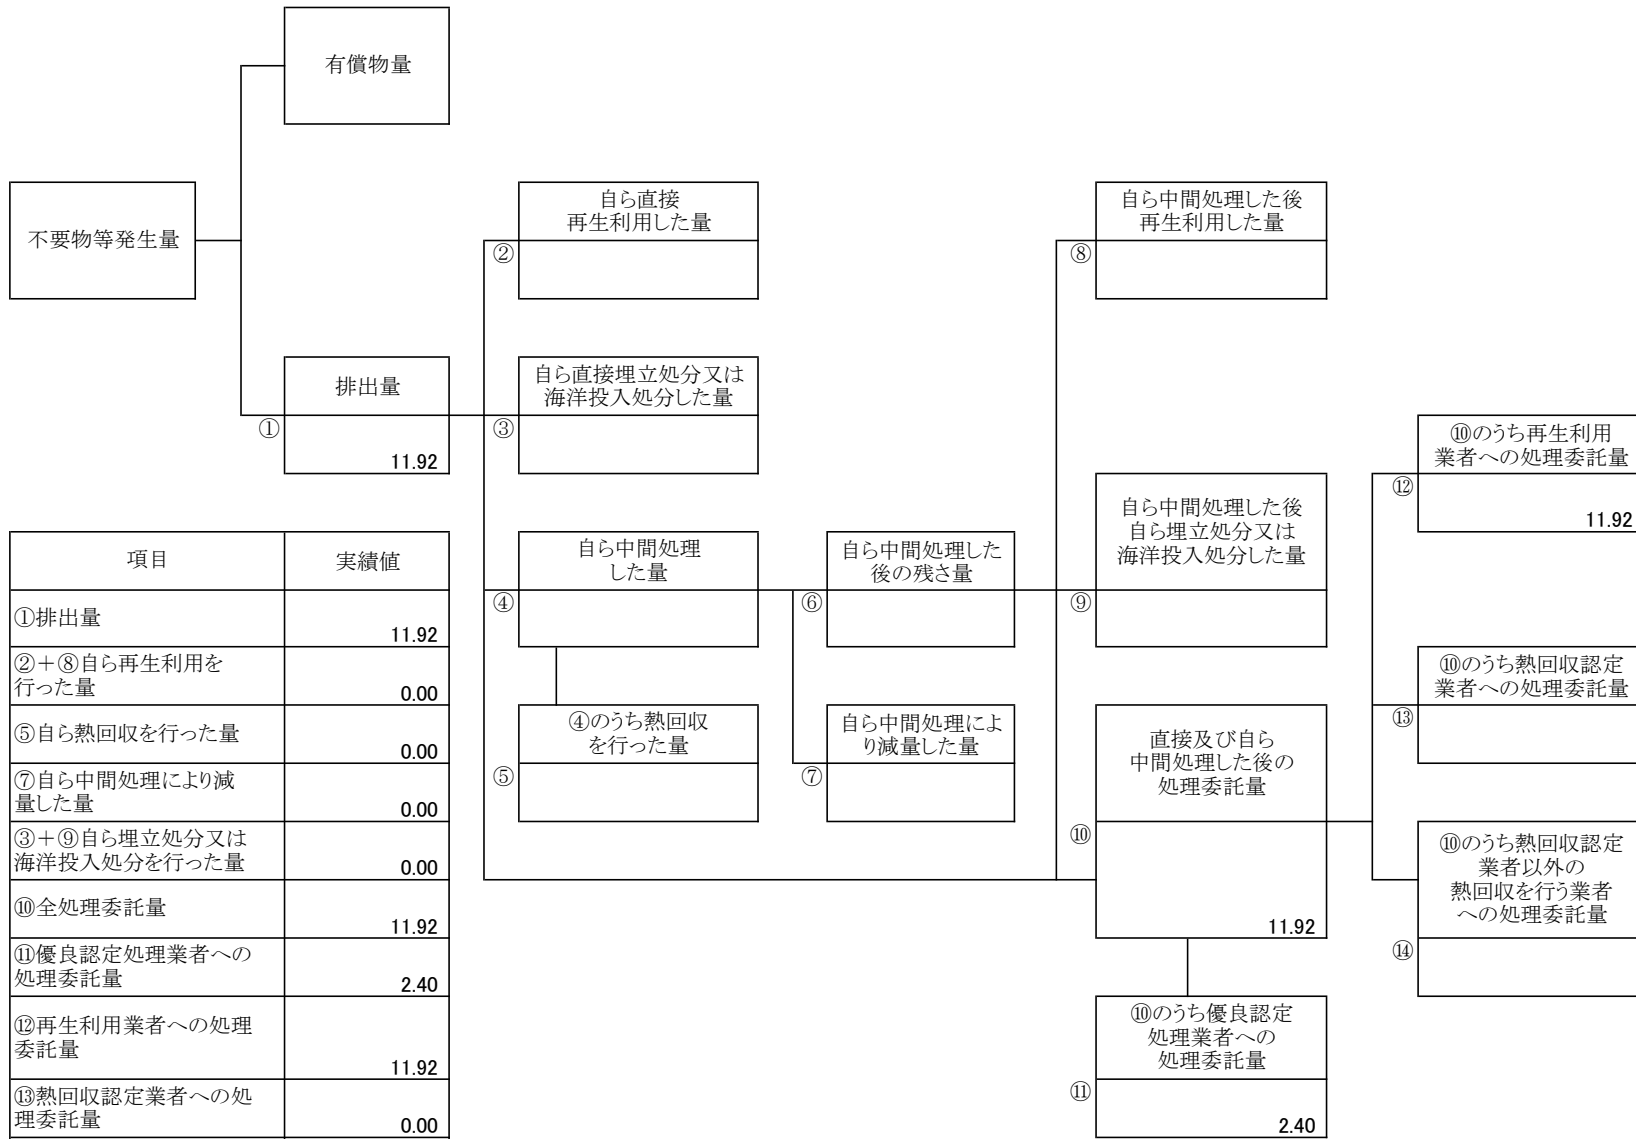 有償物量
不要物等発生量
自ら直接
再生利用した量
②
自ら中間処理した後
再生利用した量
⑧
排出量
①
11.92
自ら直接埋立処分又は
海洋投入処分した量
③
⑩のうち再生利用
業者への処理委託量
⑫
11.92
自ら中間処理
した量
④
自ら中間処理した
後の残さ量
⑥
自ら中間処理した後
自ら埋立処分又は
海洋投入処分した量
⑨
⑩のうち熱回収認定
業者への処理委託量
⑬
④のうち熱回収
を行った量
⑤
自ら中間処理によ
り減量した量
⑦
直接及び自ら
中間処理した後の
処理委託量
⑩
11.92
⑩のうち熱回収認定
業者以外の
熱回収を行う業者
への処理委託量
⑭
⑩のうち優良認定
処理業者への
処理委託量
⑪
2.40
項目 実績値
①排出量
11.92
②+⑧自ら再生利用を
行った量
0.00
⑤自ら熱回収を行った量
0.00
⑦自ら中間処理により減
量した量
0.00
③+⑨自ら埋立処分又は
海洋投入処分を行った量
0.00
⑩全処理委託量
11.92
⑪優良認定処理業者への
処理委託量
2.40
⑫再生利用業者への処理
委託量
11.92
⑬熱回収認定業者への処
理委託量
0.00